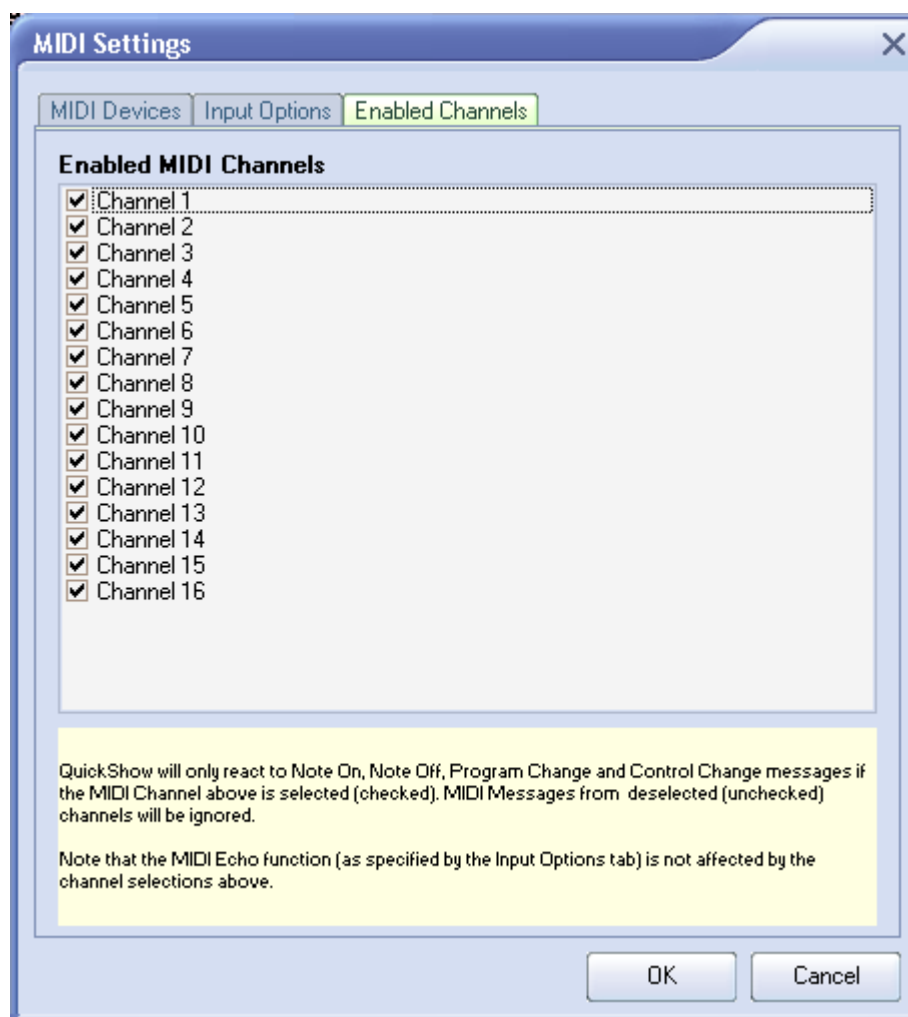 MIDI Settings
MIDI Devices Input Options Enabled Channels
Enabled MIDI Channels
Channel 1
Channel 2
Channel 3
Channel 4
Channel 5
Channel 6
Channel 7
Channel 8
Channel 9
Channel 10
Channel 11
Channel 12
Channel 13
Channel 14
Channel 15
Channel 16
QuickShow will only react to Note On, Note Off, Program Change and Control Change messages if
the MIDI Channel above is selected (checked). MIDI Messages from deselected (unchecked)
channels will be ignored.
Note that the MIDI Echo function (as specified by the Input Options tab) is not affected by the
channel selections above.
OK Cancel